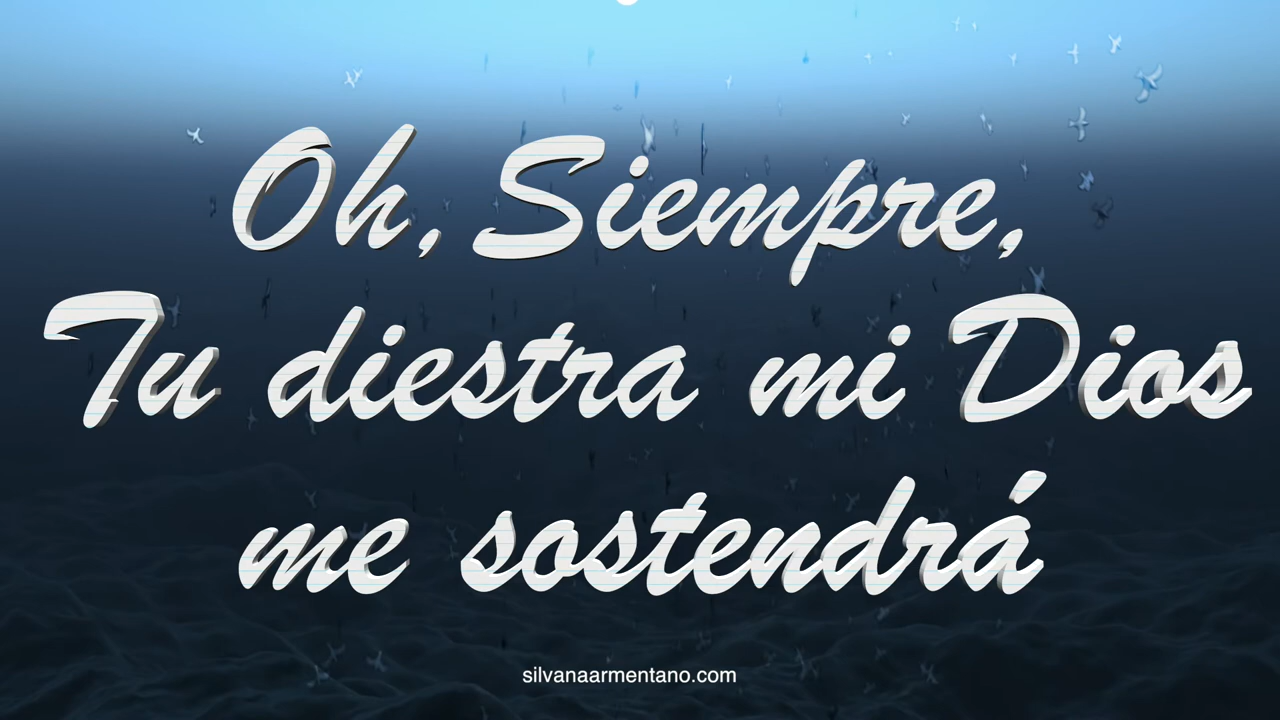 Oh, Siempre,
Tu diestra mi Dios
me sostendrá
silvanaarmentano.com